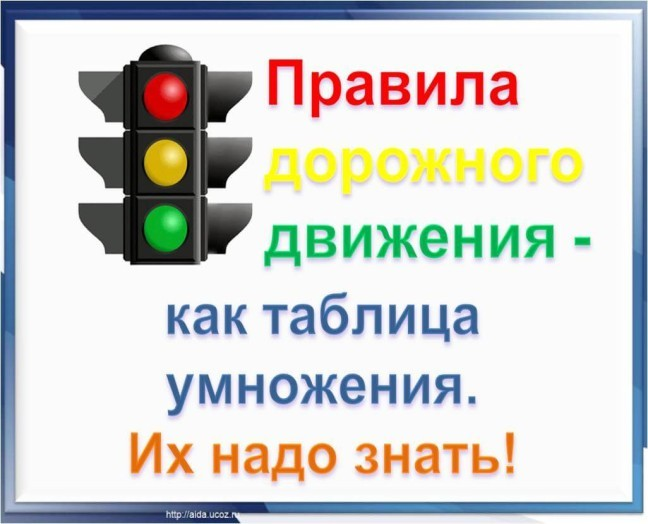 Правила
дорожного
движения -
как таблица
умножения.
Их надо знать!
http://aida.ucoz.ru